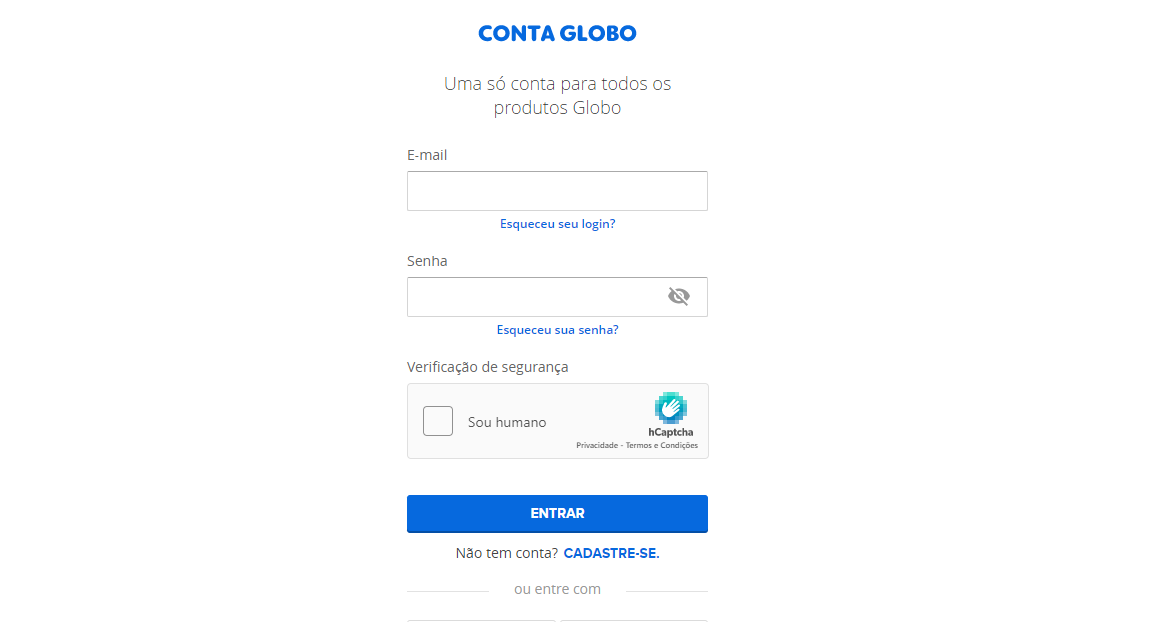 CONTA GLOBO
Uma só conta para todos os
produtos Globo
E-mail
Esqueceu seu login?
Senha
Esqueceu sua senha?
Verificação de segurança
Sou humano
hCaptcha
Privacidade - Termos e Condições
ENTRAR
Não tem conta? CADASTRE-SE.
ou entre com